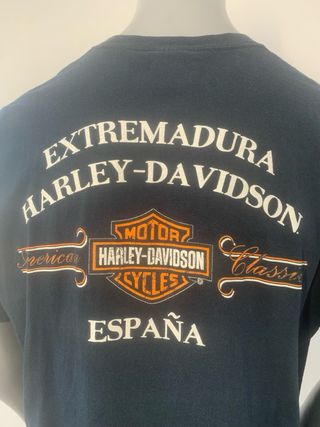 EXTREMADURA
HARLEY-DAVIDSON
MOTOR
American HARLEY-DAVIDSON Classic
CYCLES ®
ESPAÑA